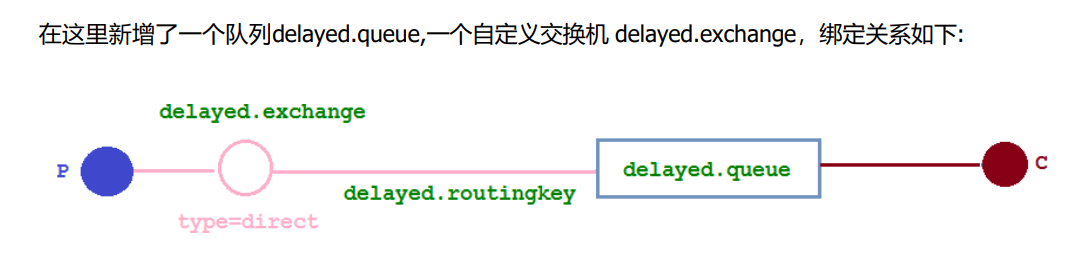 在这里新增了一个队列delayed.queue,一个自定义交换机 delayed.exchange，绑定关系如下:
delayed.exchange
P
delayed.queue
C
delayed.routingkey
type=direct